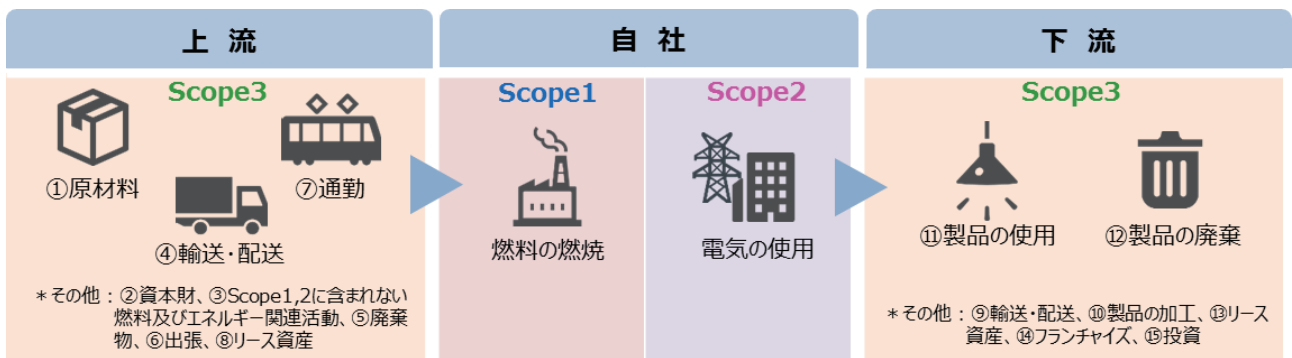 上 流
Scope3
①原材料
⑦通勤
④輸送・配送
＊その他：②資本財、③Scope1,2に含まれない
燃料及びエネルギー関連活動、⑤廃棄
物、⑥出張、⑧リース資産
自 社
Scope1
燃料の燃焼
Scope2
電気の使用
下 流
Scope3
⑪製品の使用
⑫製品の廃棄
＊その他：⑨輸送・配送、⑩製品の加工、⑬リース
資産、⑭フランチャイズ、⑮投資